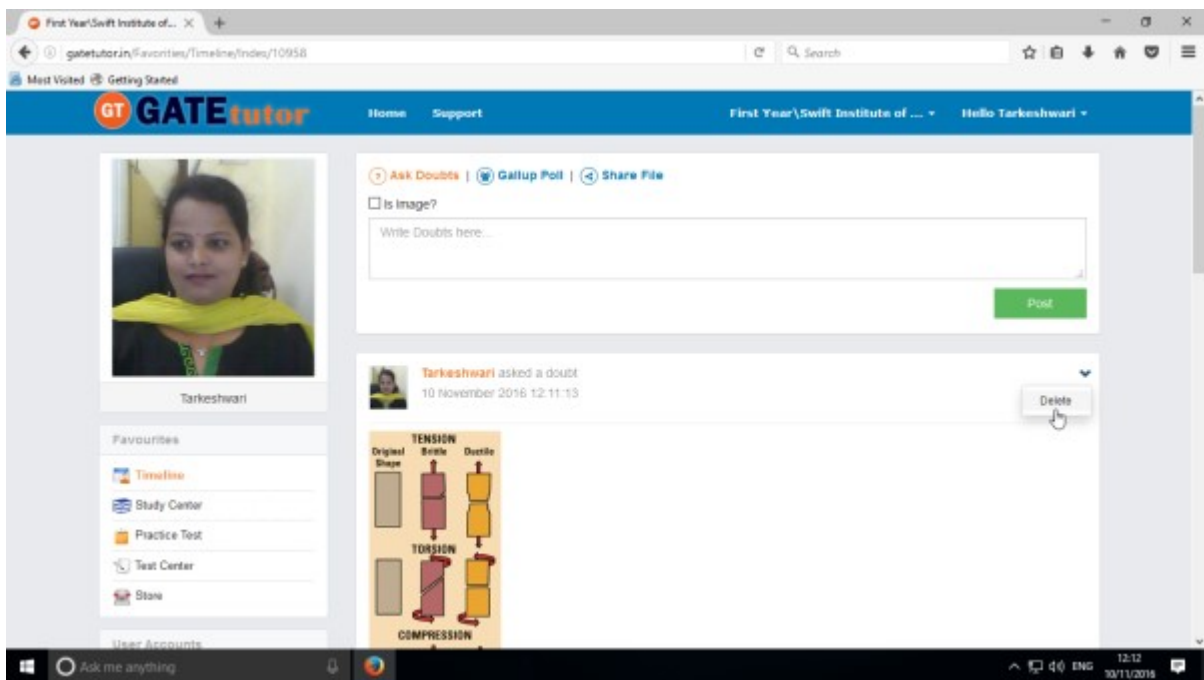 First Year\Swift Institute of...
gatetutor.in/Favorities/Timeline/Index/10958
Search
Most Visited Getting Started
GT GATEtutor
Home Support First Year\Swift Institute of .... Hello Tarkeshwari
Ask Doubts | Gallup Poll | Share File
Is image?
Write Doubts here...
Post
Tarkeshwari
Tarkeshwari asked a doubt
10 November 2016 12:11:13
Delete
Favourites
Timeline
Study Center
Practice Test
Test Center
Store
User Accounts
TENSION
Original Shape Brittle Ductile
TORSION
COMPRESSION
Ask me anything
ENG
12:12
10/11/2016